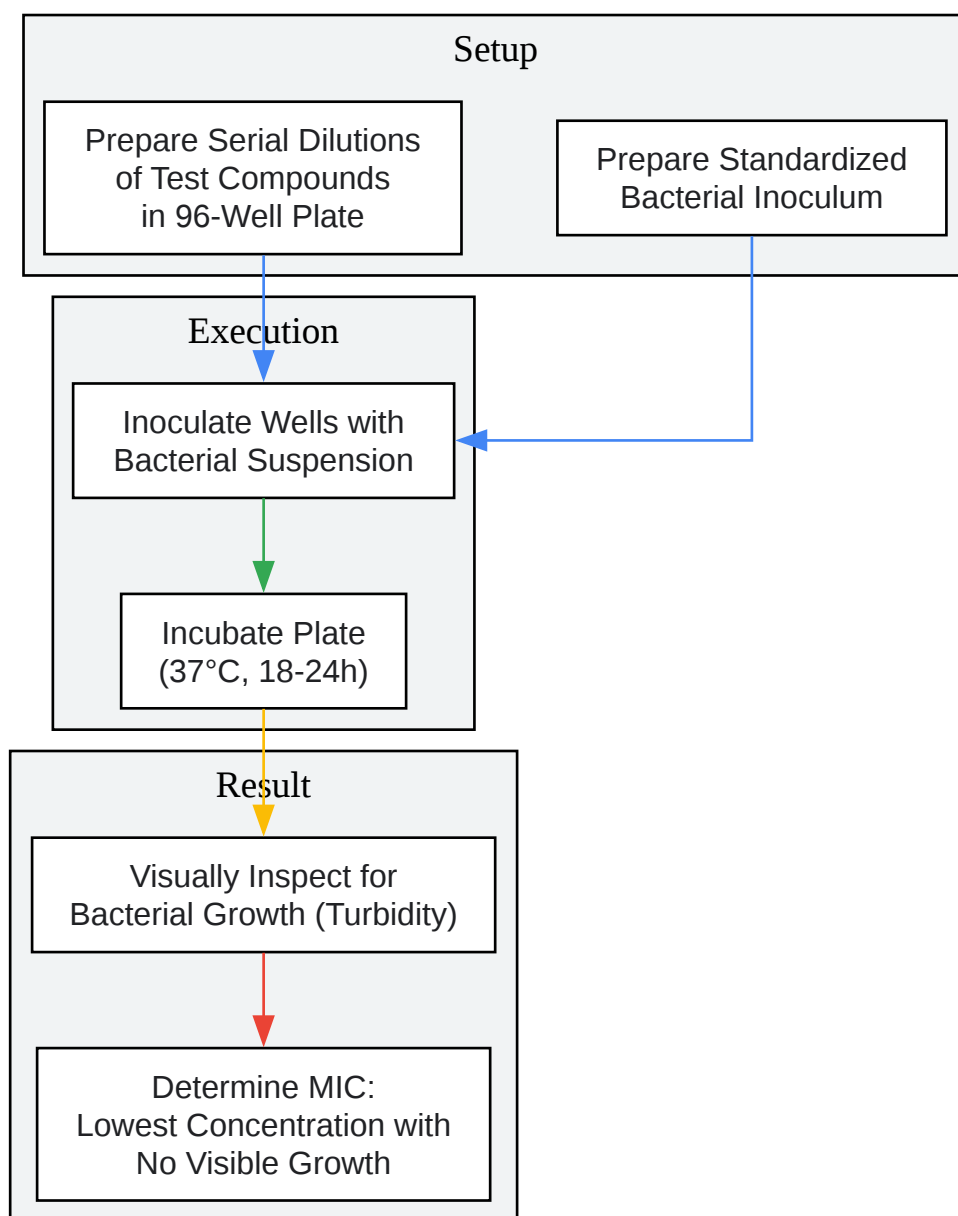 Setup
Prepare Serial Dilutions
of Test Compounds
in 96-Well Plate
Prepare Standardized
Bacterial Inoculum
Execution
Inoculate Wells with
Bacterial Suspension
Incubate Plate
(37°C, 18-24h)
Result
Visually Inspect for
Bacterial Growth (Turbidity)
Determine MIC:
Lowest Concentration with
No Visible Growth